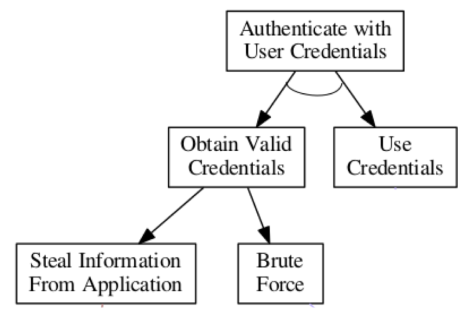 Authenticate with
User Credentials
Obtain Valid
Credentials
Use
Credentials
Steal Information
From Application
Brute
Force